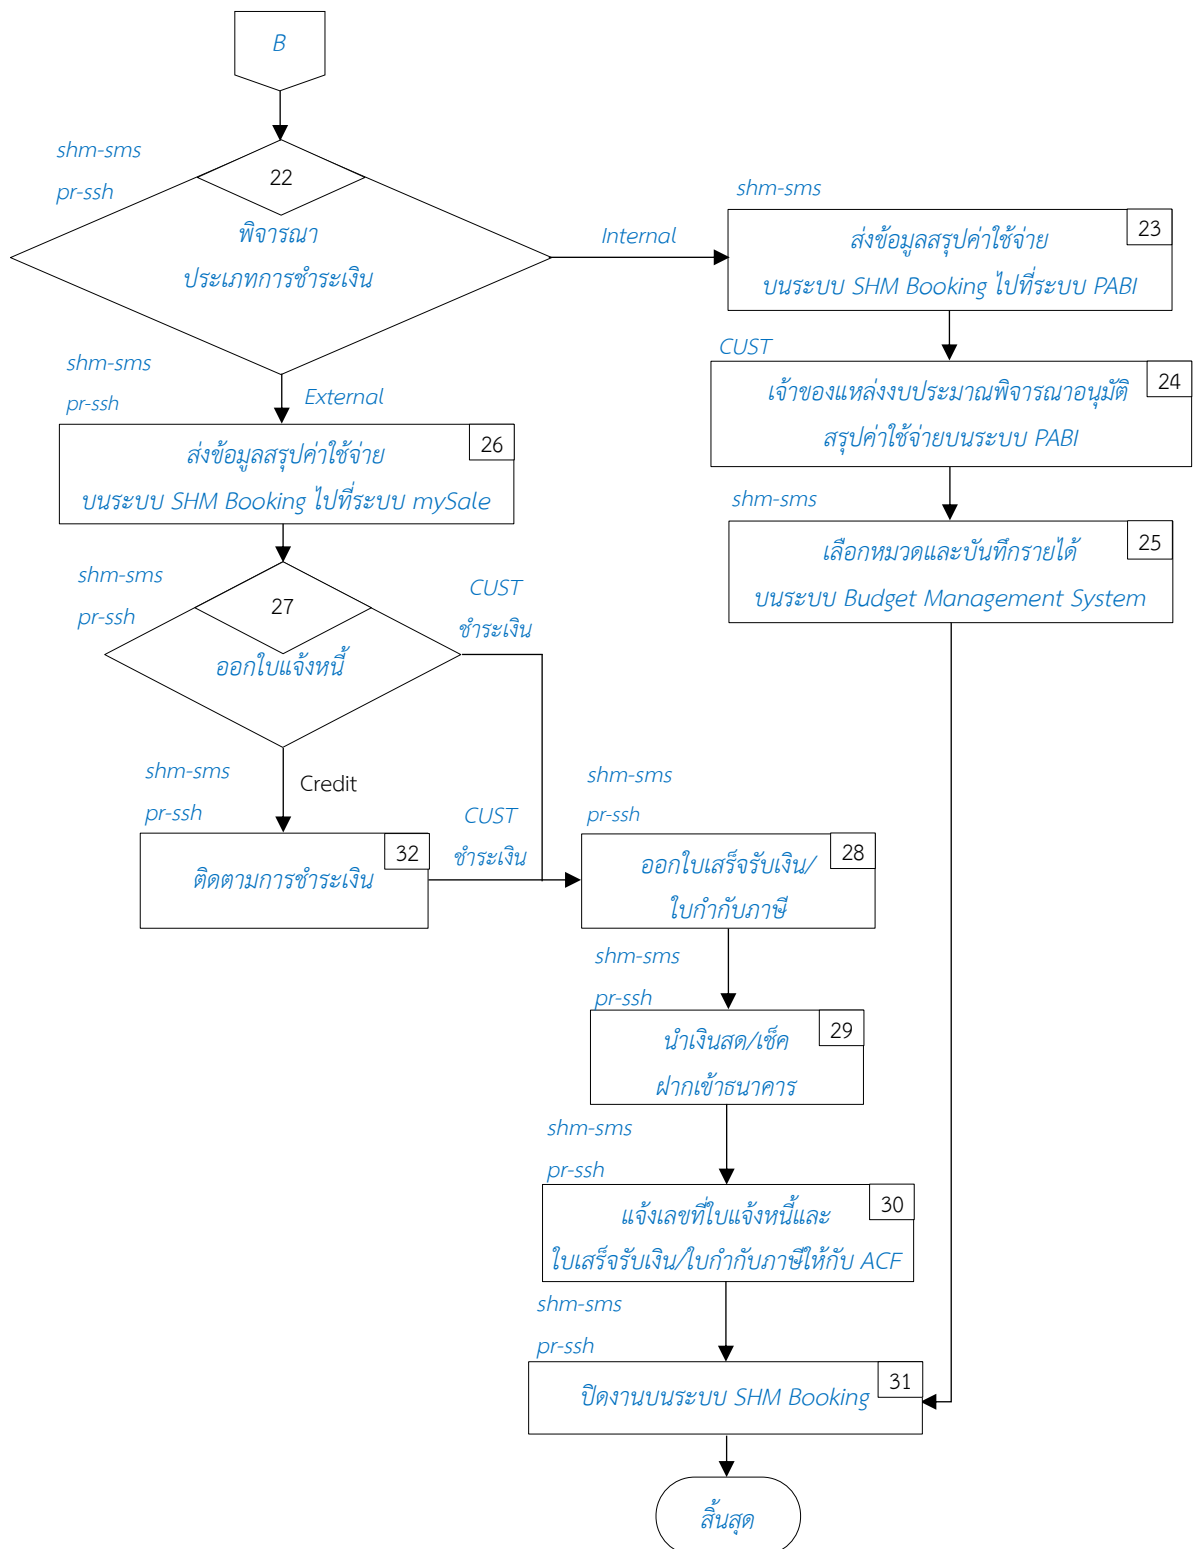 B
shm-sms
pr-ssh
22
พิจารณา
ประเภทการชำระเงิน
Internal
shm-sms
23
ส่งข้อมูลสรุปค่าใช้จ่าย
บนระบบ SHM Booking ไปที่ระบบ PABI
CUST
24
เจ้าของแหล่งงบประมาณพิจารณาอนุมัติ
สรุปค่าใช้จ่ายบนระบบ PABI
shm-sms
25
เลือกหมวดและบันทึกรายได้
บนระบบ Budget Management System
External
shm-sms
pr-ssh
26
ส่งข้อมูลสรุปค่าใช้จ่าย
บนระบบ SHM Booking ไปที่ระบบ mySale
shm-sms
pr-ssh
27
ออกใบแจ้งหนี้
CUST
ชำระเงิน
Credit
shm-sms
pr-ssh
32
ติดตามการชำระเงิน
CUST
ชำระเงิน
shm-sms
pr-ssh
28
ออกใบเสร็จรับเงิน/
ใบกำกับภาษี
shm-sms
pr-ssh
29
นำเงินสด/เช็ค
ฝากเข้าธนาคาร
shm-sms
pr-ssh
30
แจ้งเลขที่ใบแจ้งหนี้และ
ใบเสร็จรับเงิน/ใบกำกับภาษีให้กับ ACF
shm-sms
pr-ssh
31
ปิดงานบนระบบ SHM Booking
สิ้นสุด